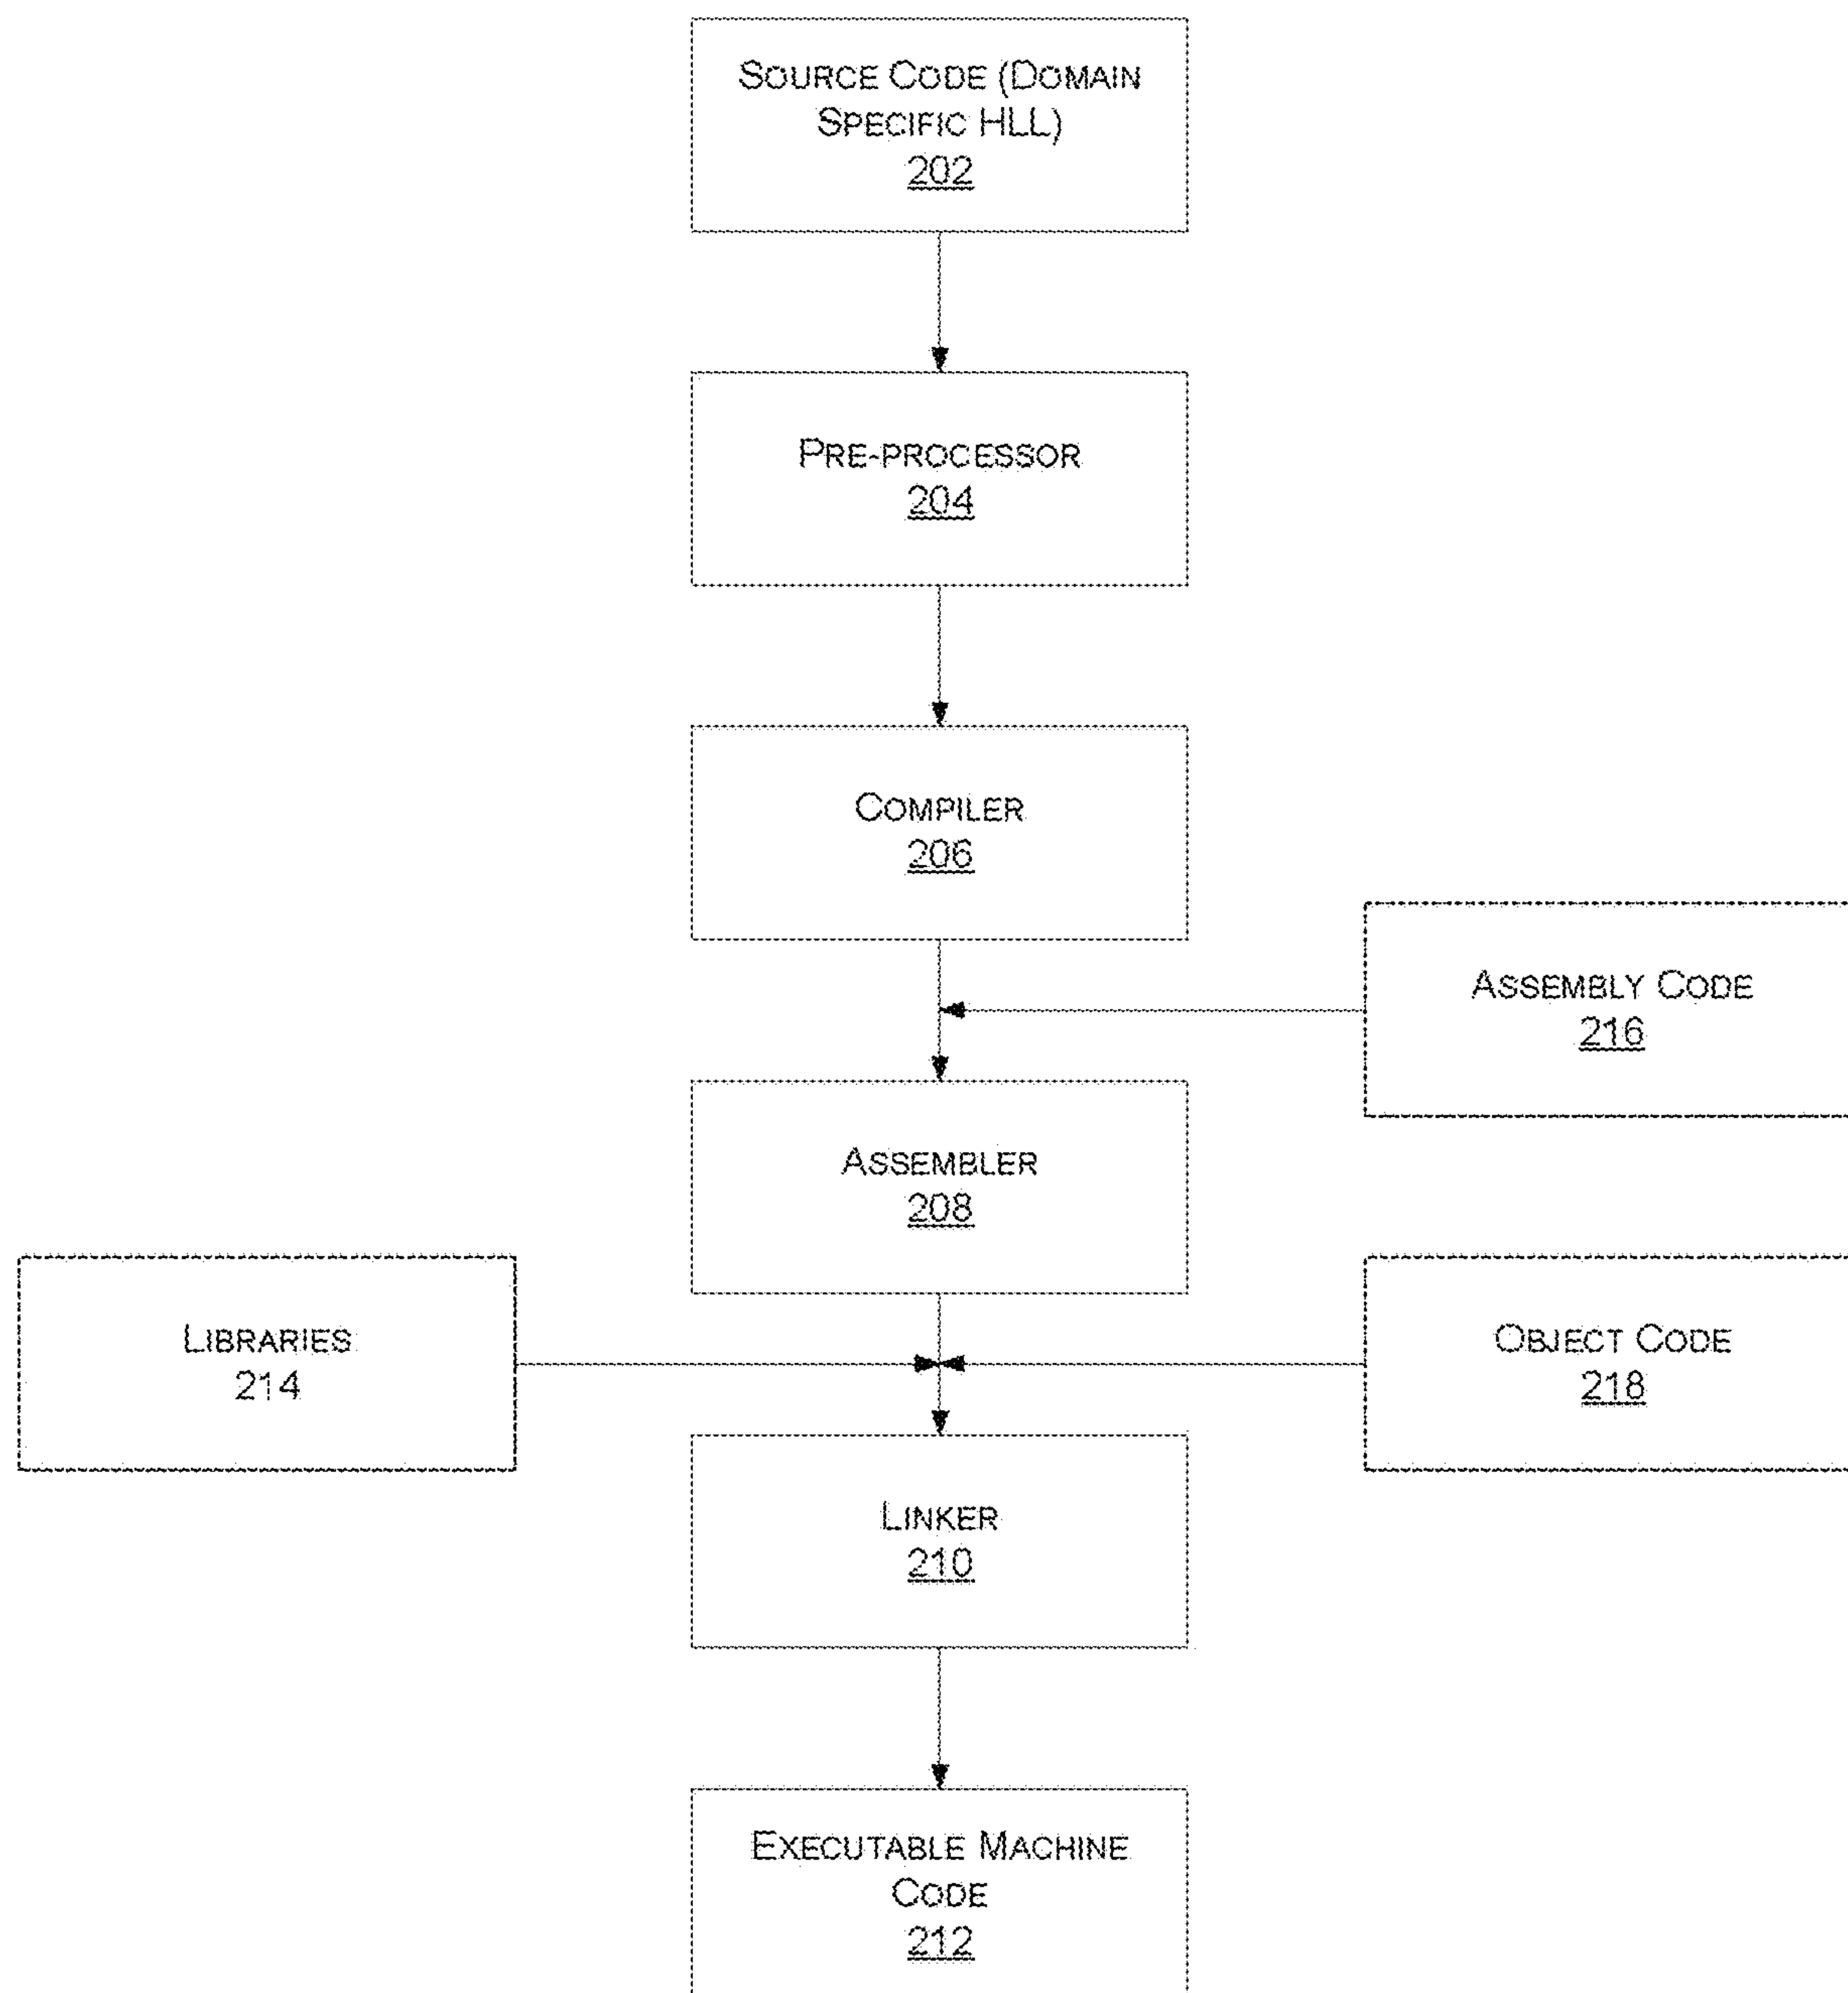 SOURCE CODE (DOMAIN
SPECIFIC HLL)
202
PRE-PROCESSOR
204
COMPILER
206
ASSEMBLY CODE
216
ASSEMBLER
208
LIBRARIES
214
OBJECT CODE
218
LINKER
210
EXECUTABLE MACHINE
CODE
212